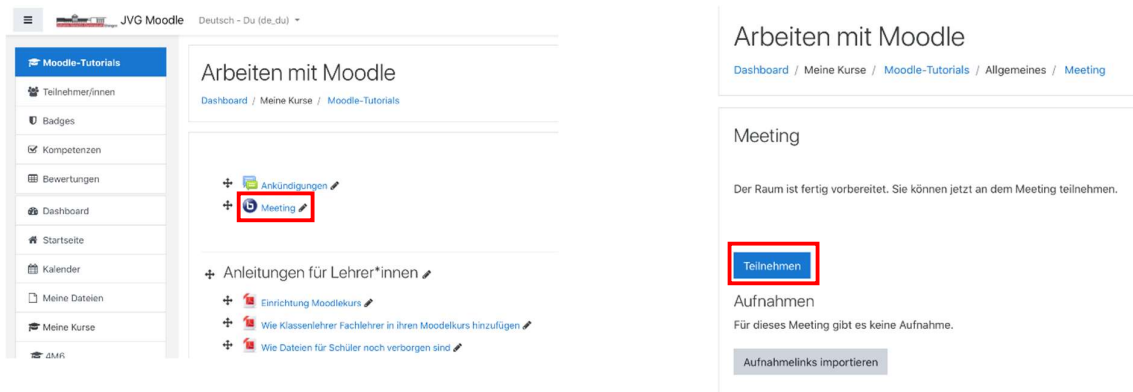 JVG Moodle Deutsch - Du (de_du)
Moodle-Tutorials
Teilnehmer/innen
Badges
Kompetenzen
Bewertungen
Dashboard
Startseite
Kalender
Meine Dateien
Meine Kurse
4M6
Arbeiten mit Moodle
Dashboard / Meine Kurse / Moodle-Tutorials
Ankündigungen
Meeting
Anleitungen für Lehrer*innen
Einrichtung Moodlekurs
Wie Klassenlehrer Fachlehrer in ihren Moodelkurs hinzufügen
Wie Dateien für Schüler noch verborgen sind
Arbeiten mit Moodle
Dashboard / Meine Kurse / Moodle-Tutorials / Allgemeines / Meeting
Meeting
Der Raum ist fertig vorbereitet. Sie können jetzt an dem Meeting teilnehmen.
Teilnehmen
Aufnahmen
Für dieses Meeting gibt es keine Aufnahme.
Aufnahmelinks importieren